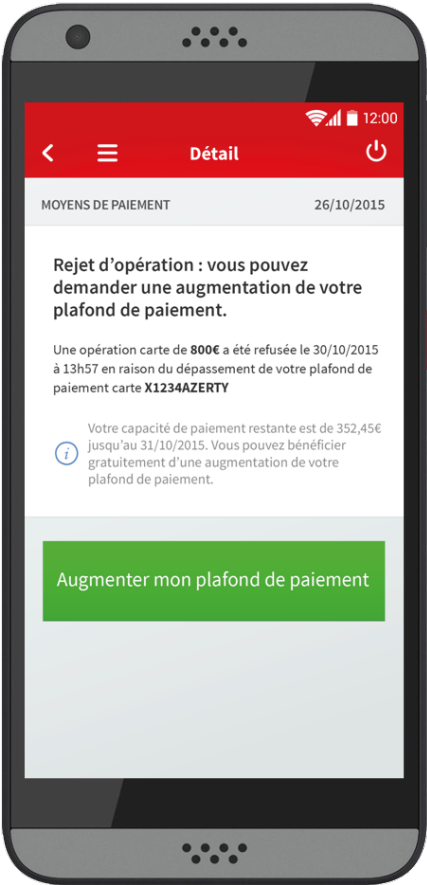 12:00
Détail
MOYENS DE PAIEMENT 26/10/2015
Rejet d'opération : vous pouvez
demander une augmentation de votre
plafond de paiement.
Une opération carte de 800€ a été refusée le 30/10/2015
à 13h57 en raison du dépassement de votre plafond de
paiement carte X1234AZERTY
Votre capacité de paiement restante est de 352,45€
jusqu'au 31/10/2015. Vous pouvez bénéficier
gratuitement d'une augmentation de votre
plafond de paiement.
Augmenter mon plafond de paiement